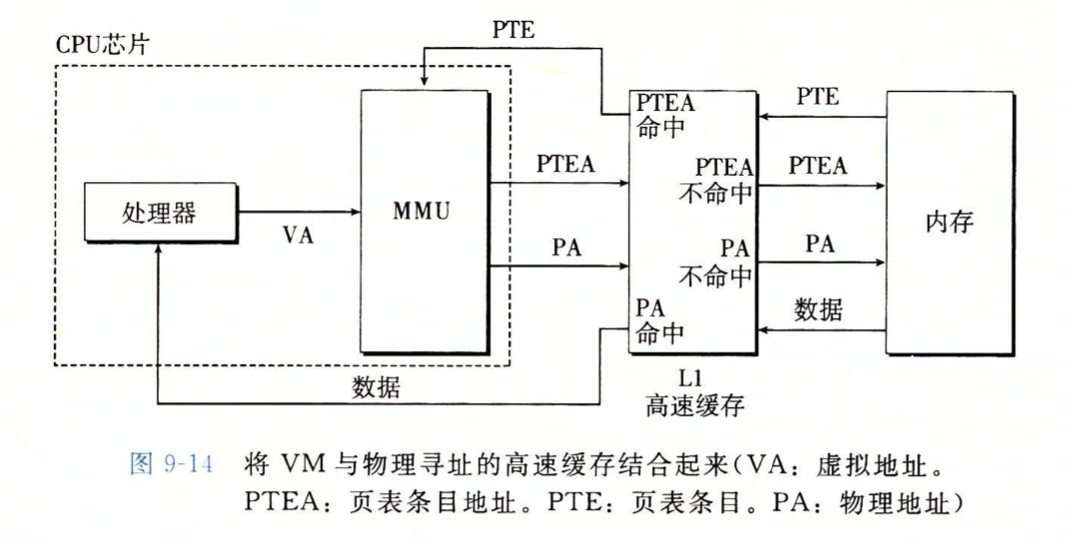 PTE
CPU芯片
PTEA
命中
PTE
PTEA
PTEA
不命中
PTEA
处理器
VA
MMU
内存
PA
PA
不命中
PA
PA
命中
数据
数据
L1
高速缓存
图 9-14 将 VM 与物理寻址的高速缓存结合起来(VA：虚拟地址。
PTEA：页表条目地址。PTE：页表条目。PA：物理地址)